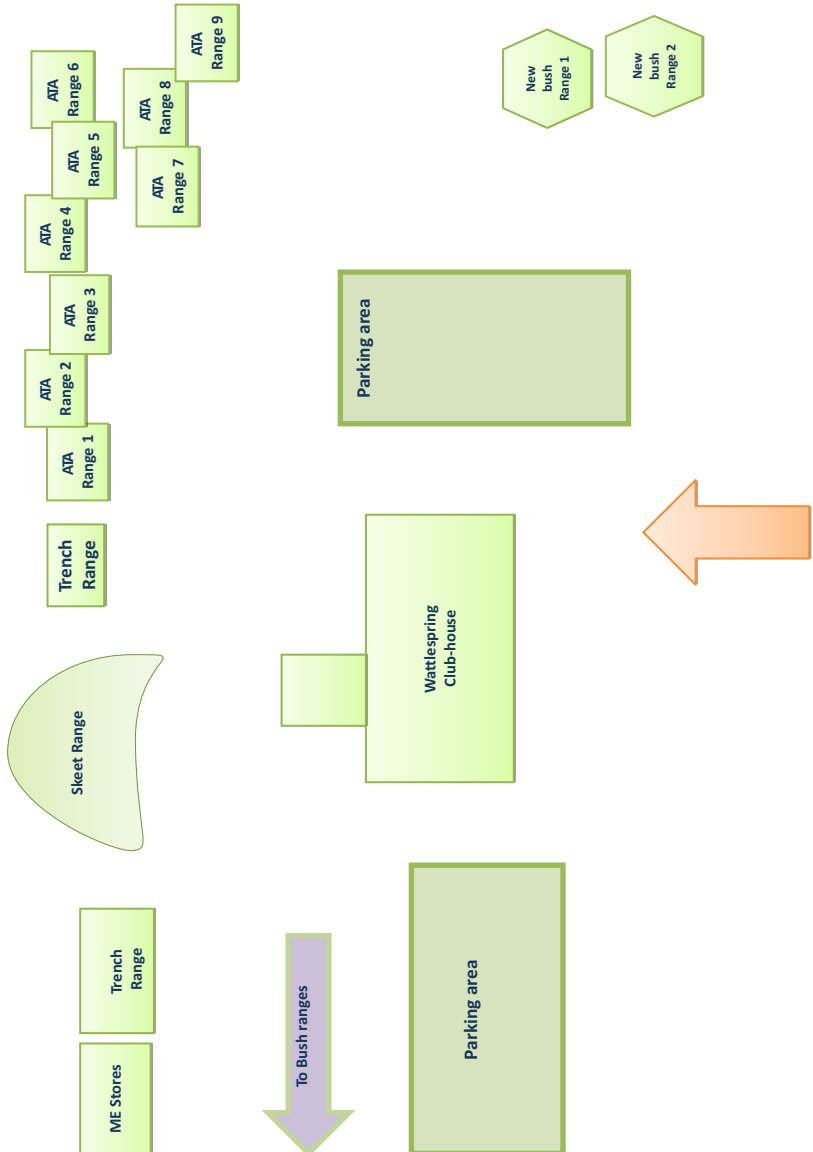 ME Stores
Trench
Range
Skeet Range
Trench
Range
ATA
Range 1
ATA
Range 2
ATA
Range 3
ATA
Range 4
ATA
Range 5
ATA
Range 6
ATA
Range 7
ATA
Range 8
ATA
Range 9
To Bush ranges
Parking area
Wattlespring
Club-house
Parking area
New
bush
Range 1
New
bush
Range 2